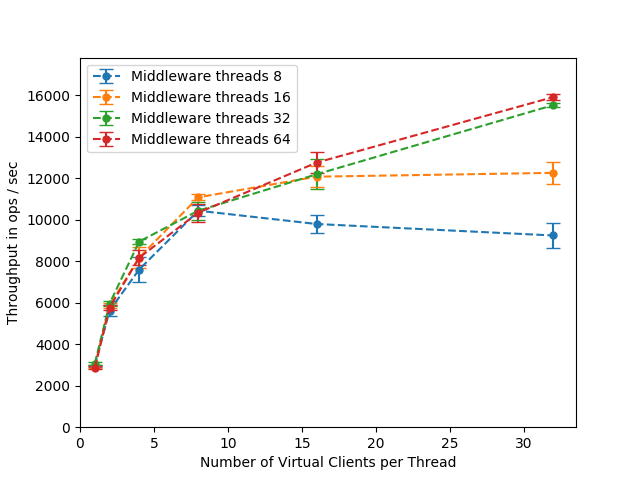 Middleware threads 8
Middleware threads 16
Middleware threads 32
Middleware threads 64
16000
14000
12000
10000
8000
6000
4000
2000
0
Throughput in ops / sec
0 5 10 15 20 25 30
Number of Virtual Clients per Thread